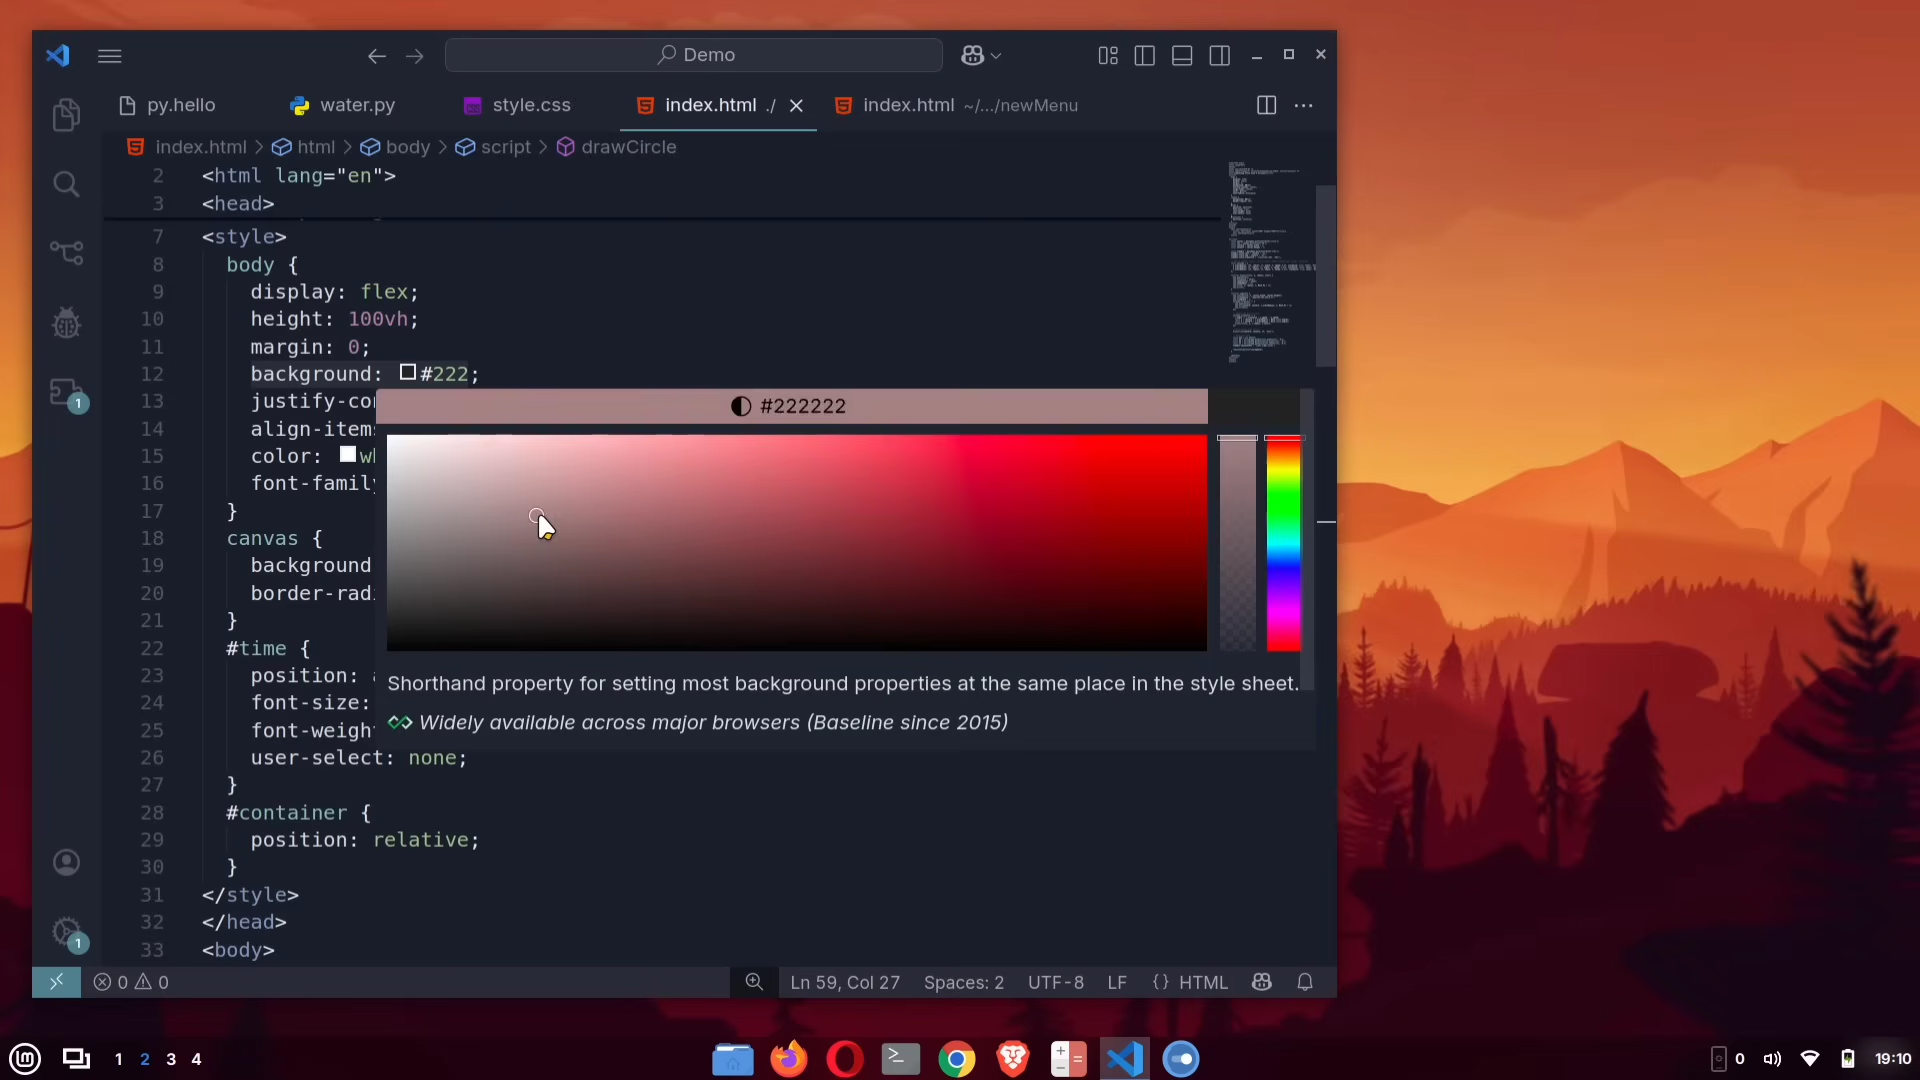 Demo
py.hello
water.py
style.css
index.html ./
index.html ~/.../newMenu
index.html > html > body > script > drawCircle
2 <html lang="en">
3 <head>
7 <style>
8 body {
9 display: flex;
10 height: 100vh;
11 margin: 0;
12 background: #222;
13 justify-co
14 align-item
15 color: w
16 font-family
17 }
18 canvas {
19 background
20 border-rad
21 }
22 #time {
23 position:
24 font-size:
25 font-weigh
26 user-select: none;
27 }
28 #container {
29 position: relative;
30 }
31 </style>
32 </head>
33 <body>
#222222
Shorthand property for setting most background properties at the same place in the style sheet.
Widely available across major browsers (Baseline since 2015)
1
1
0 0
Ln 59, Col 27
Spaces: 2
UTF-8
LF
{} HTML
1 2 3 4
0
19:10